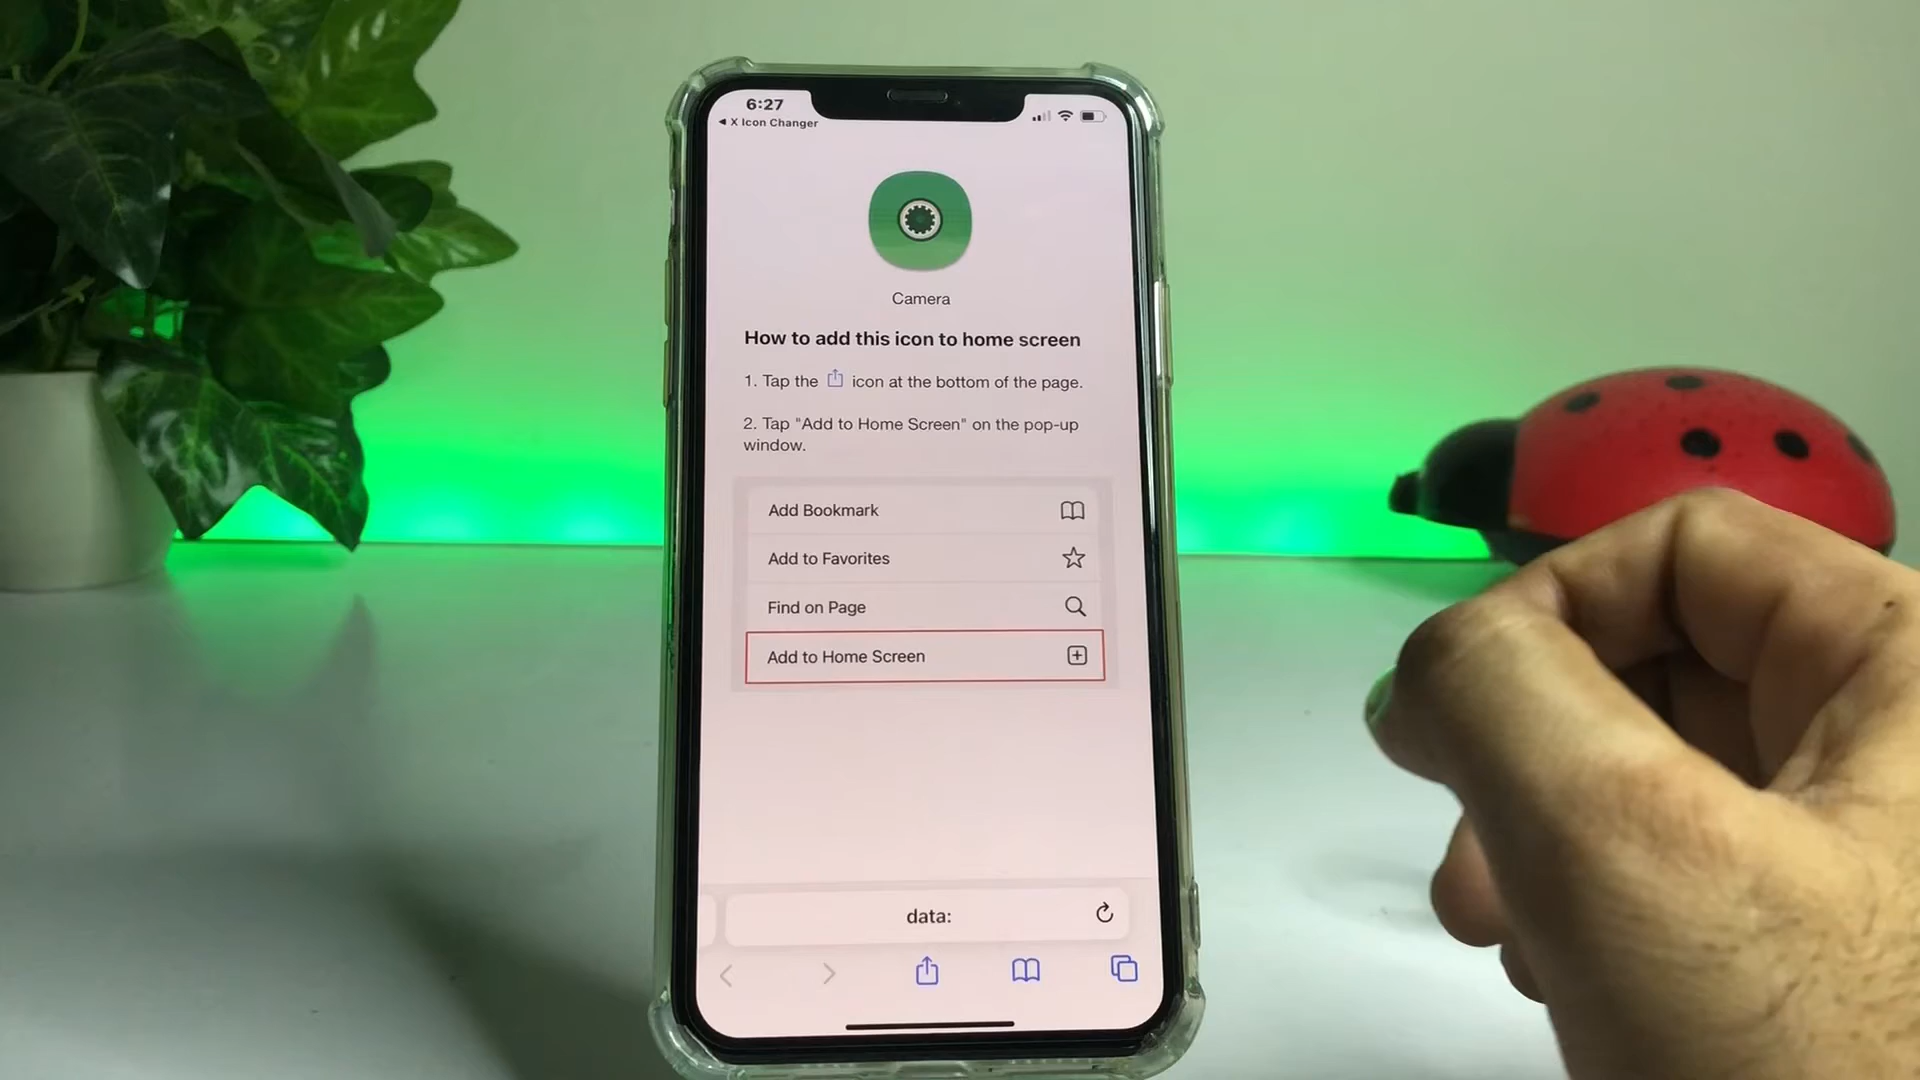 6:27
◀ X Icon Changer
Camera
How to add this icon to home screen
1. Tap the icon at the bottom of the page.
2. Tap "Add to Home Screen" on the pop-up
window.
Add Bookmark
Add to Favorites
Find on Page
Add to Home Screen
data: